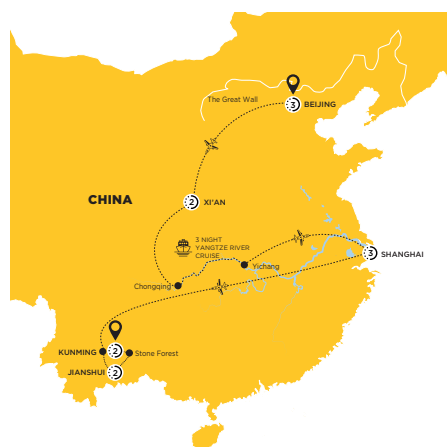 The Great Wall
3
BEIJING
CHINA
2
XI'AN
3 NIGHT
YANGTZE RIVER
CRUISE
Yichang
3
SHANGHAI
Chongqing
KUNMING
2
Stone Forest
JIANSHUI
2